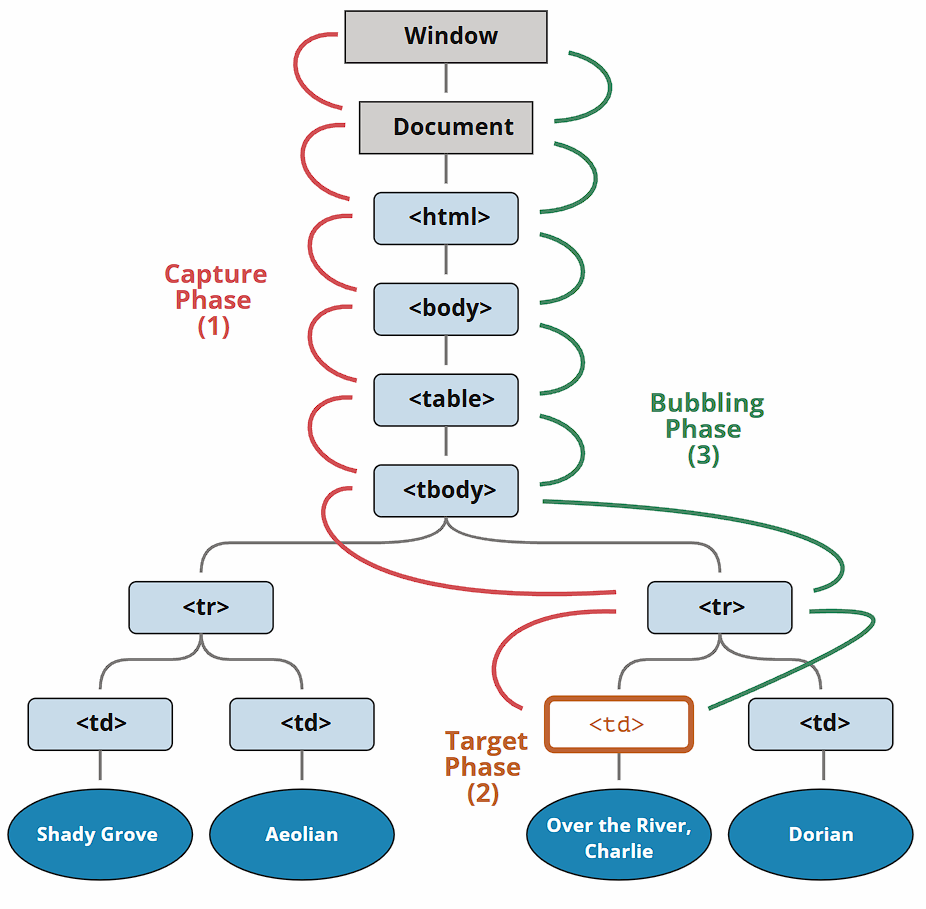 Window
Document
<html>
Capture
Phase
(1)
<body>
<table>
Bubbling
Phase
(3)
<tbody>
<tr>
<tr>
<td>
<td>
<td>
<td>
Target
Phase
(2)
Shady Grove
Aeolian
Over the River,
Charlie
Dorian